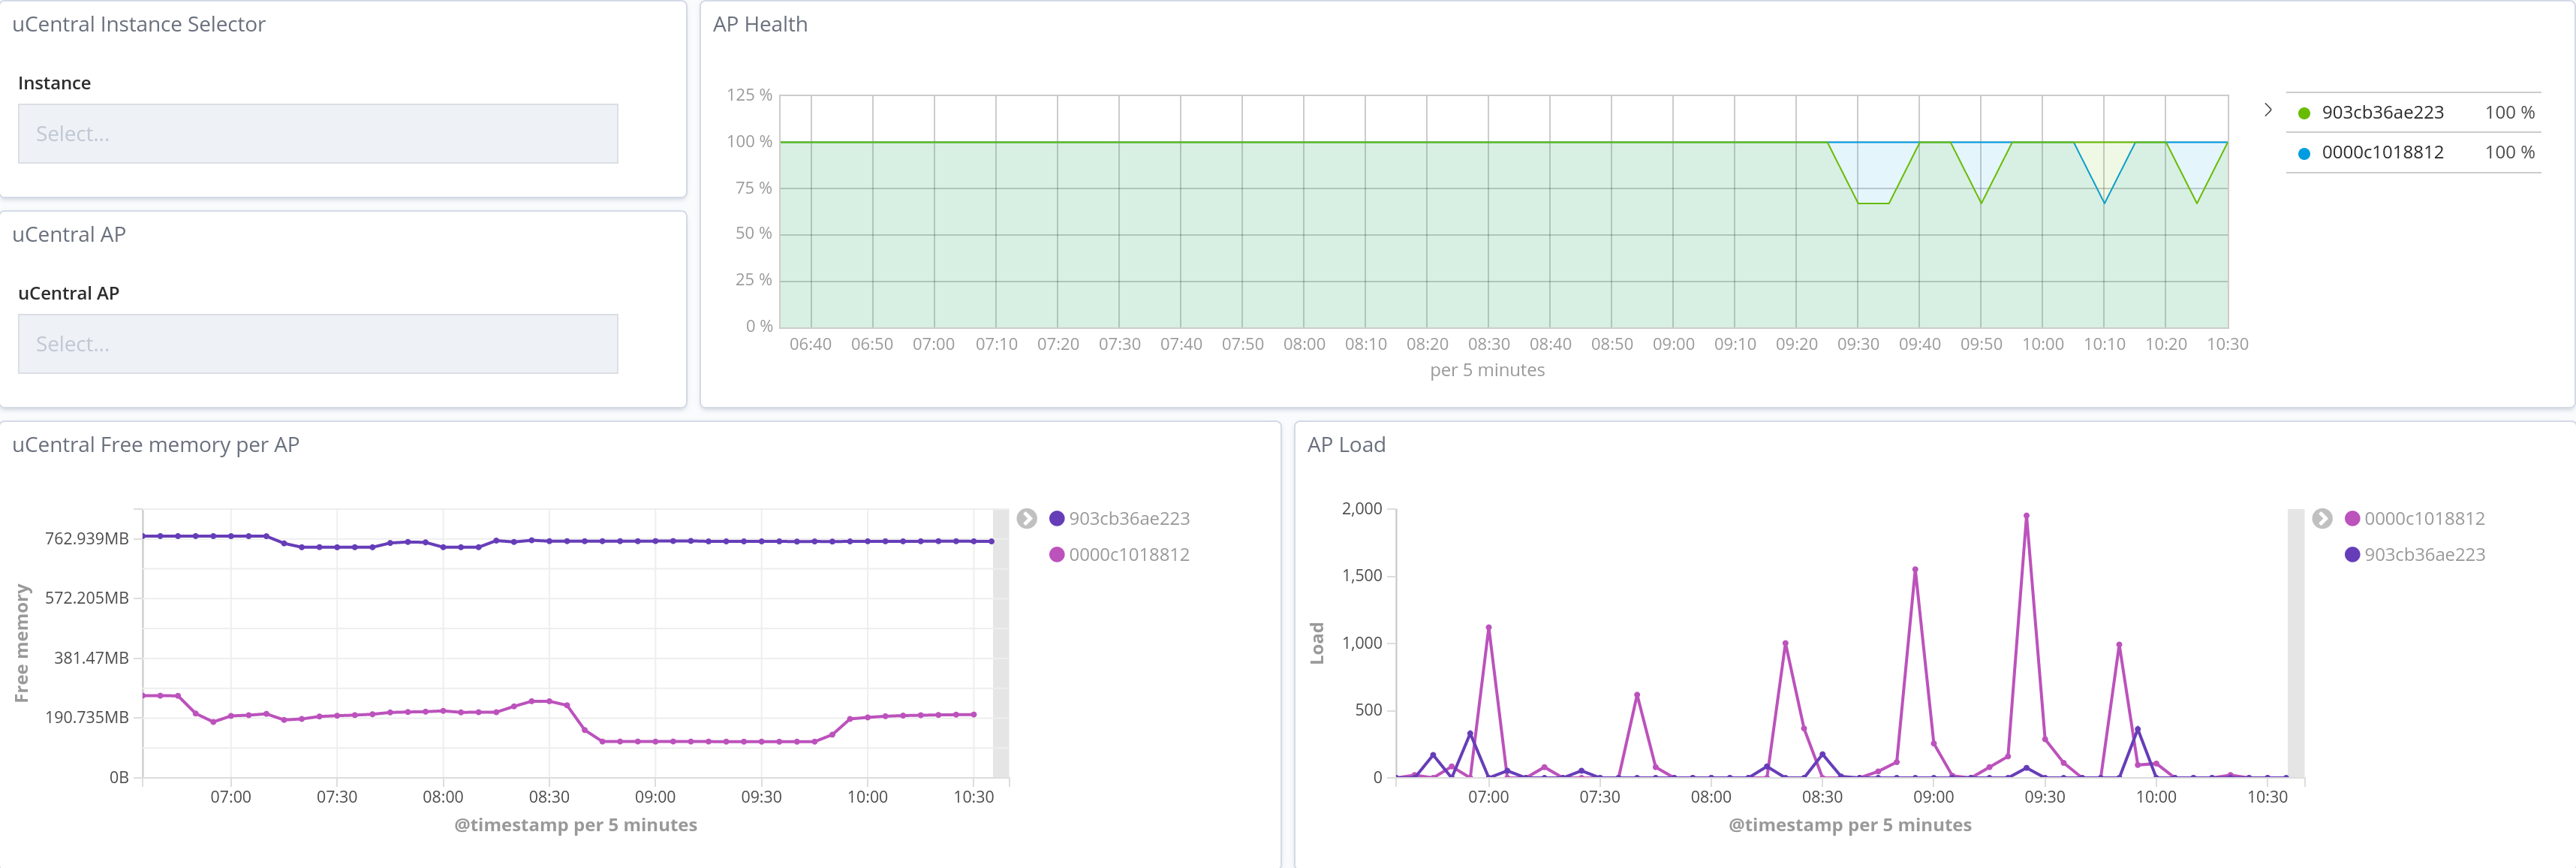 uCentral Instance Selector
Instance
Select...
uCentral AP
uCentral AP
Select...
AP Health
125 %
100 %
75 %
50 %
25 %
0 %
06:40 06:50 07:00 07:10 07:20 07:30 07:40 07:50 08:00 08:10 08:20 08:30 08:40 08:50 09:00 09:10 09:20 09:30 09:40 09:50 10:00 10:10 10:20 10:30
per 5 minutes
903cb36ae223 100 %
0000c1018812 100 %
uCentral Free memory per AP
Free memory
762.939MB
572.205MB
381.47MB
190.735MB
0B
07:00 07:30 08:00 08:30 09:00 09:30 10:00 10:30
@timestamp per 5 minutes
903cb36ae223
0000c1018812
AP Load
Load
2,000
1,500
1,000
500
0
07:00 07:30 08:00 08:30 09:00 09:30 10:00 10:30
@timestamp per 5 minutes
0000c1018812
903cb36ae223